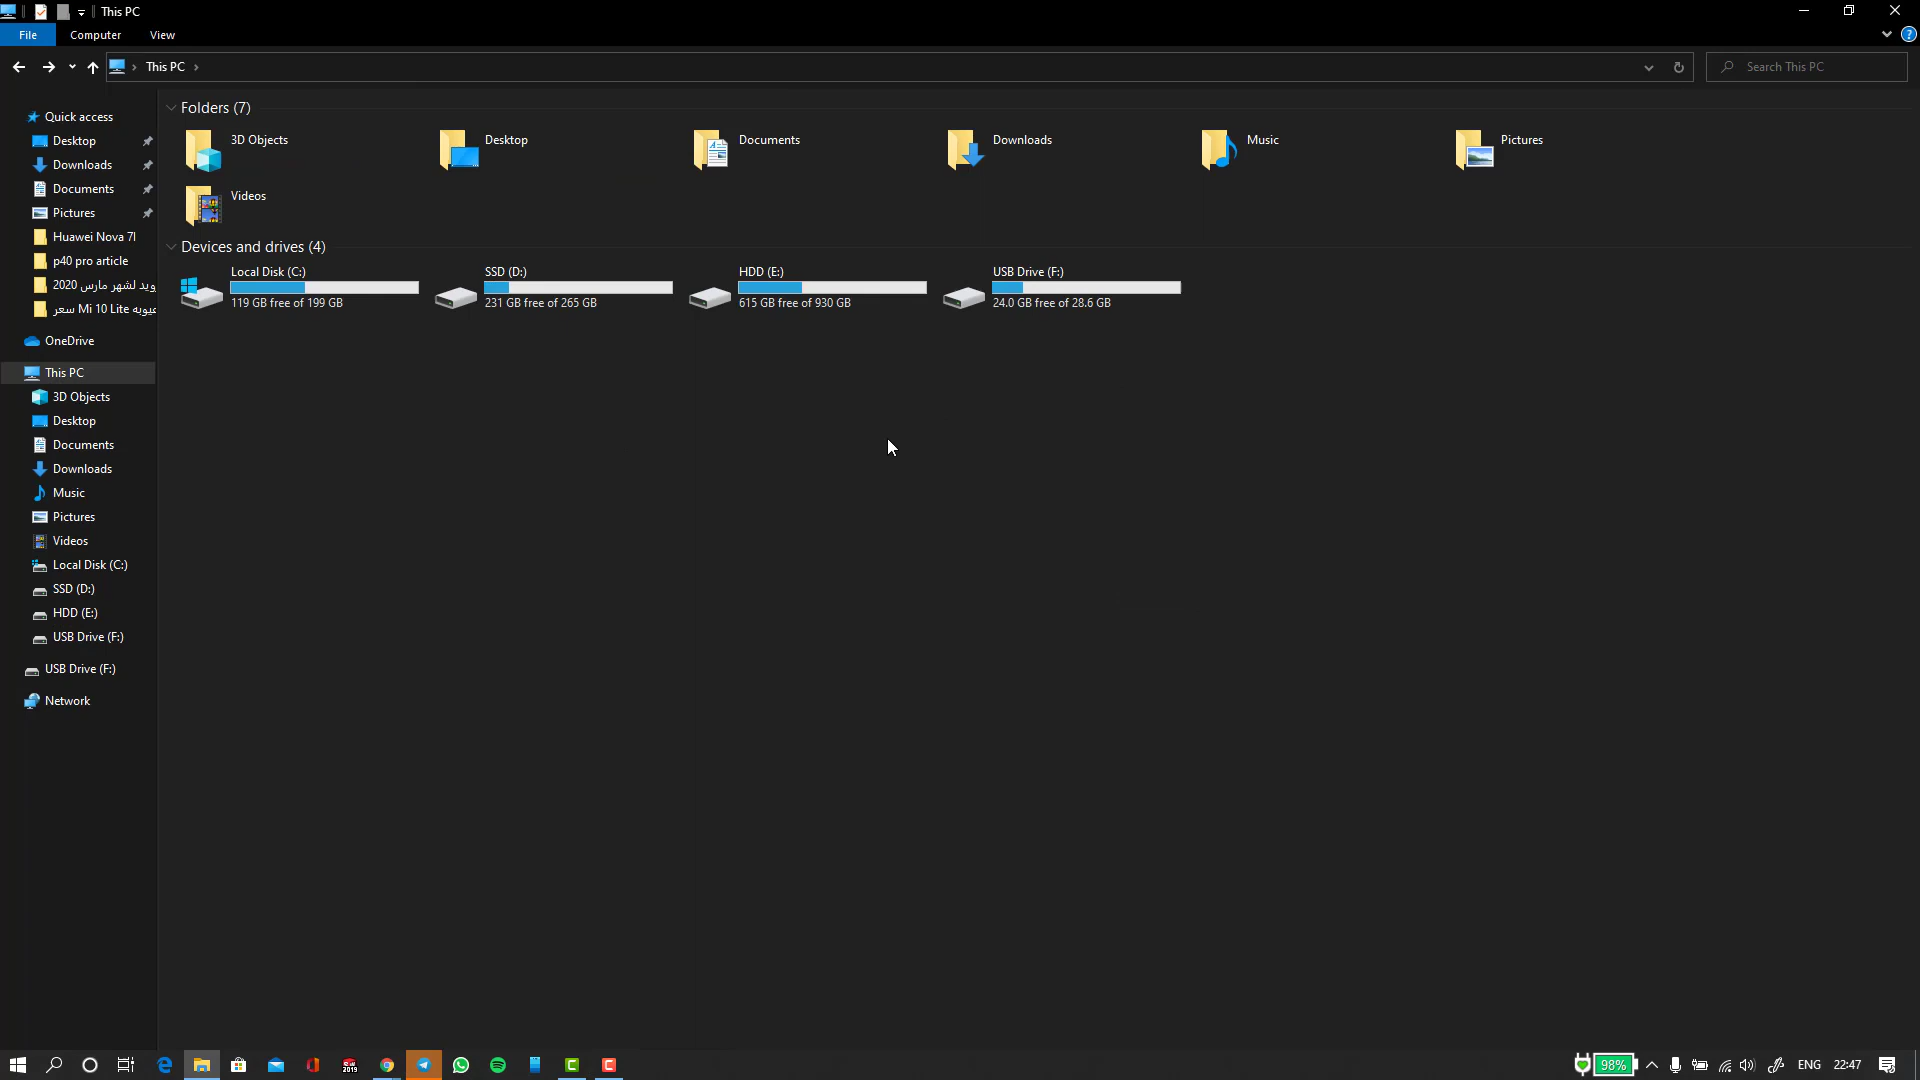 This PC
File
Computer
View
This PC
Search This PC
Quick access
Desktop
Downloads
Documents
Pictures
Huawei Nova 7I
p40 pro article
ويد لشهر مارس 2020
سعر Mi 10 Lite عيوبه
OneDrive
This PC
3D Objects
Desktop
Documents
Downloads
Music
Pictures
Videos
Local Disk (C:)
SSD (D:)
HDD (E:)
USB Drive (F:)
USB Drive (F:)
Network
Folders (7)
3D Objects
Desktop
Documents
Downloads
Music
Pictures
Videos
Devices and drives (4)
Local Disk (C:)
119 GB free of 199 GB
SSD (D:)
231 GB free of 265 GB
HDD (E:)
615 GB free of 930 GB
USB Drive (F:)
24.0 GB free of 28.6 GB
2019
98%
ENG
22:47